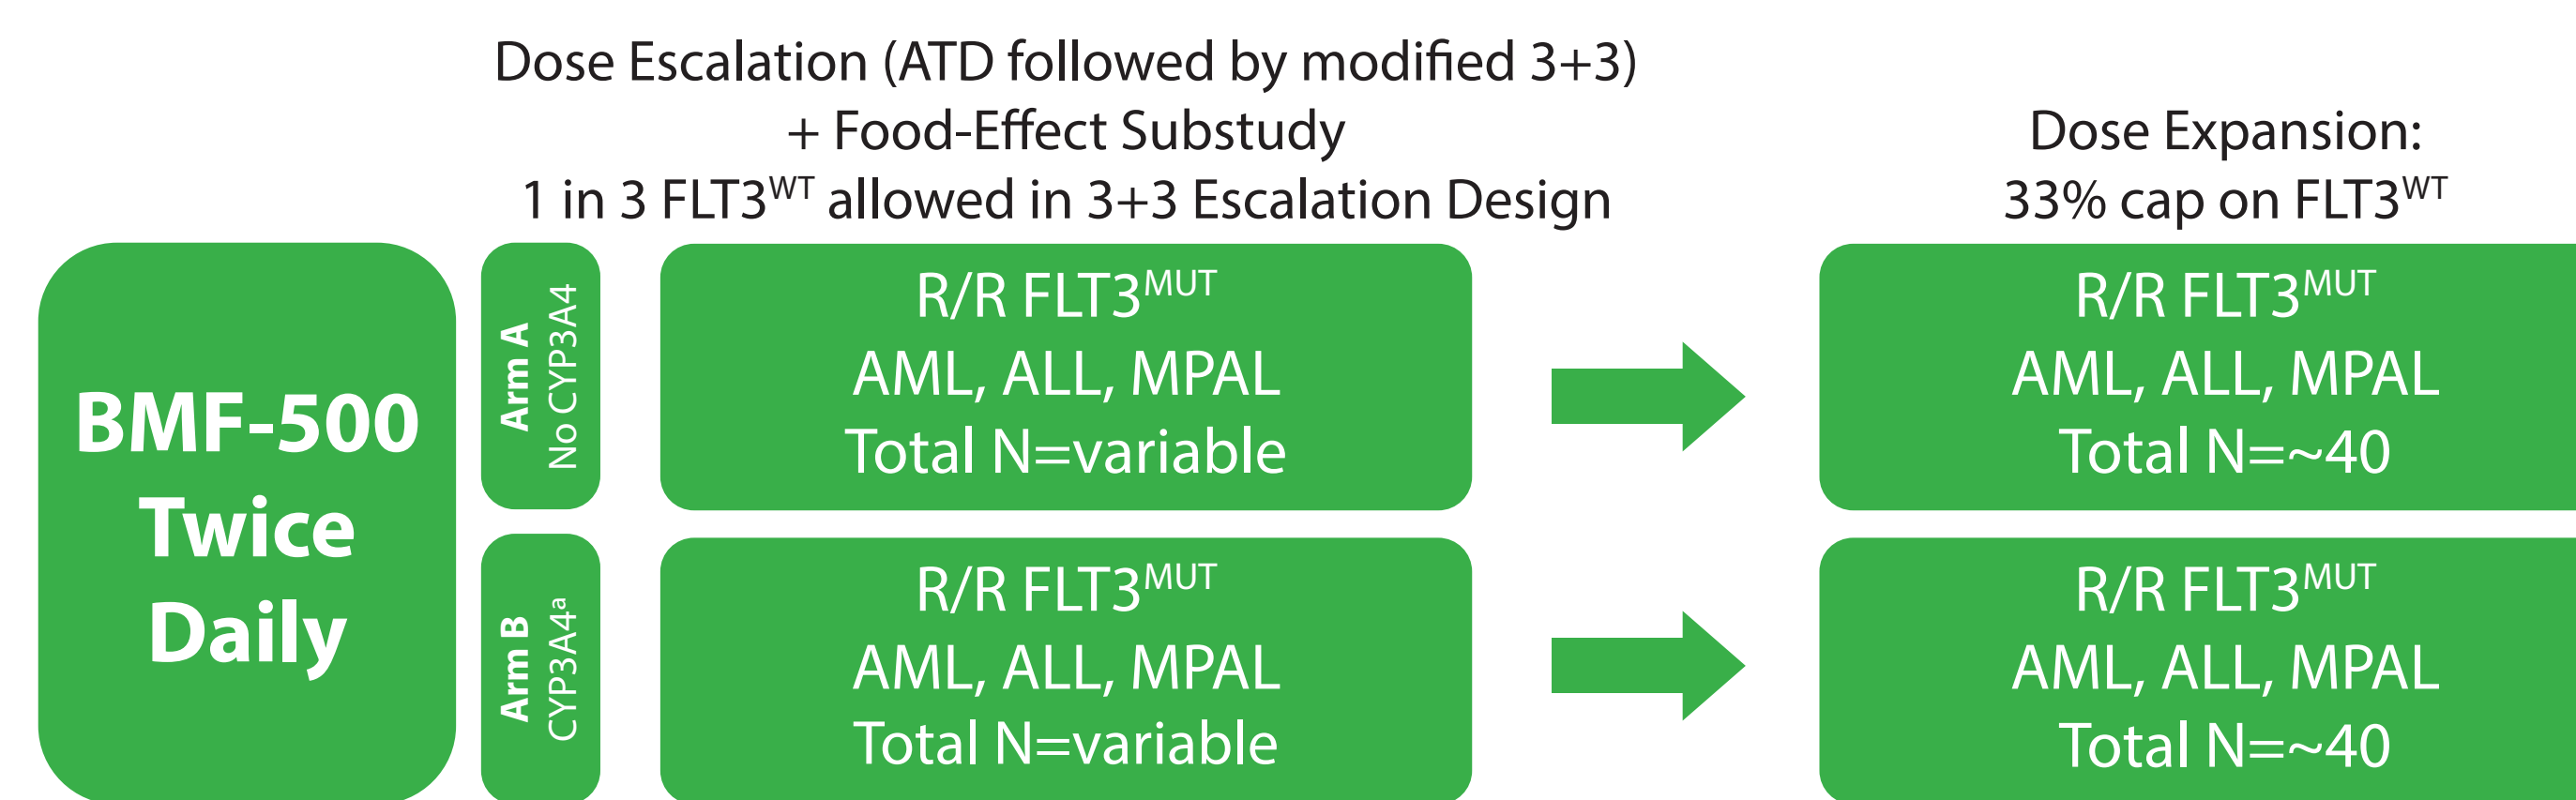 Dose Escalation (ATD followed by modified 3+3)
+ Food-Effect Substudy
1 in 3 FLT3ᵂᵀ allowed in 3+3 Escalation Design
Dose Expansion:
33% cap on FLT3ᵂᵀ
BMF-500
Twice
Daily
Arm A
No CYP3A4
R/R FLT3ᴹᵁᵀ
AML, ALL, MPAL
Total N=variable
R/R FLT3ᴹᵁᵀ
AML, ALL, MPAL
Total N=~40
Arm B
CYP3A4ᵃ
R/R FLT3ᴹᵁᵀ
AML, ALL, MPAL
Total N=variable
R/R FLT3ᴹᵁᵀ
AML, ALL, MPAL
Total N=~40